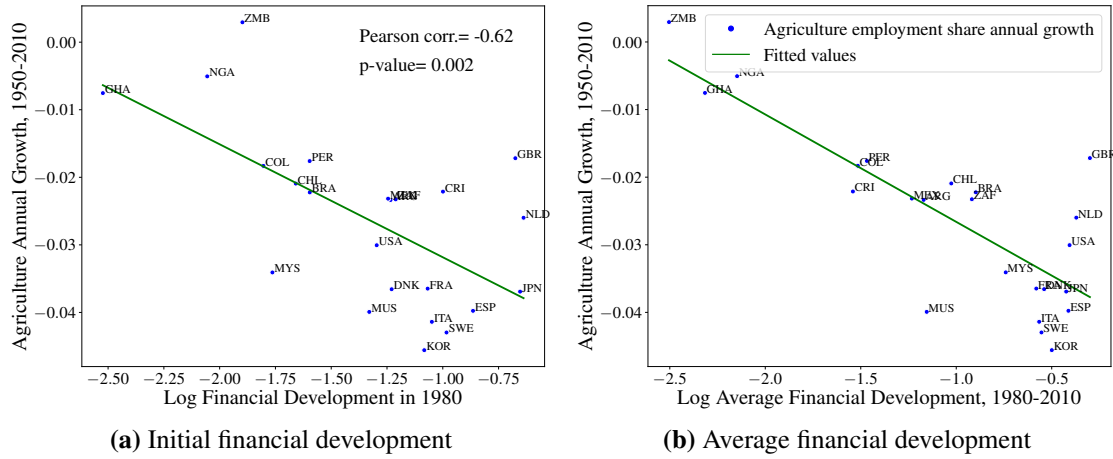 Agriculture Annual Growth, 1950-2010
0.00
−0.01
−0.02
−0.03
−0.04
ZMB
Pearson corr.= -0.62
p-value= 0.002
NGA
GHA
COL
PER
GBR
CHL
BRA
CRI
NLD
USA
MYS
DNK
FRA
JPN
MUS
ESP
ITA
SWE
KOR
−2.50 −2.25 −2.00 −1.75 −1.50 −1.25 −1.00 −0.75
Log Financial Development in 1980
(a) Initial financial development
Agriculture Annual Growth, 1950-2010
0.00
−0.01
−0.02
−0.03
−0.04
ZMB
Agriculture employment share annual growth
Fitted values
NGA
GHA
PER
COL
GBR
CHL
CRI
BRA
MEX
ARG
ZAF
NLD
USA
MYS
FRA
DNK
JPN
MUS
ESP
ITA
SWE
KOR
−2.5 −2.0 −1.5 −1.0 −0.5
Log Average Financial Development, 1980-2010
(b) Average financial development